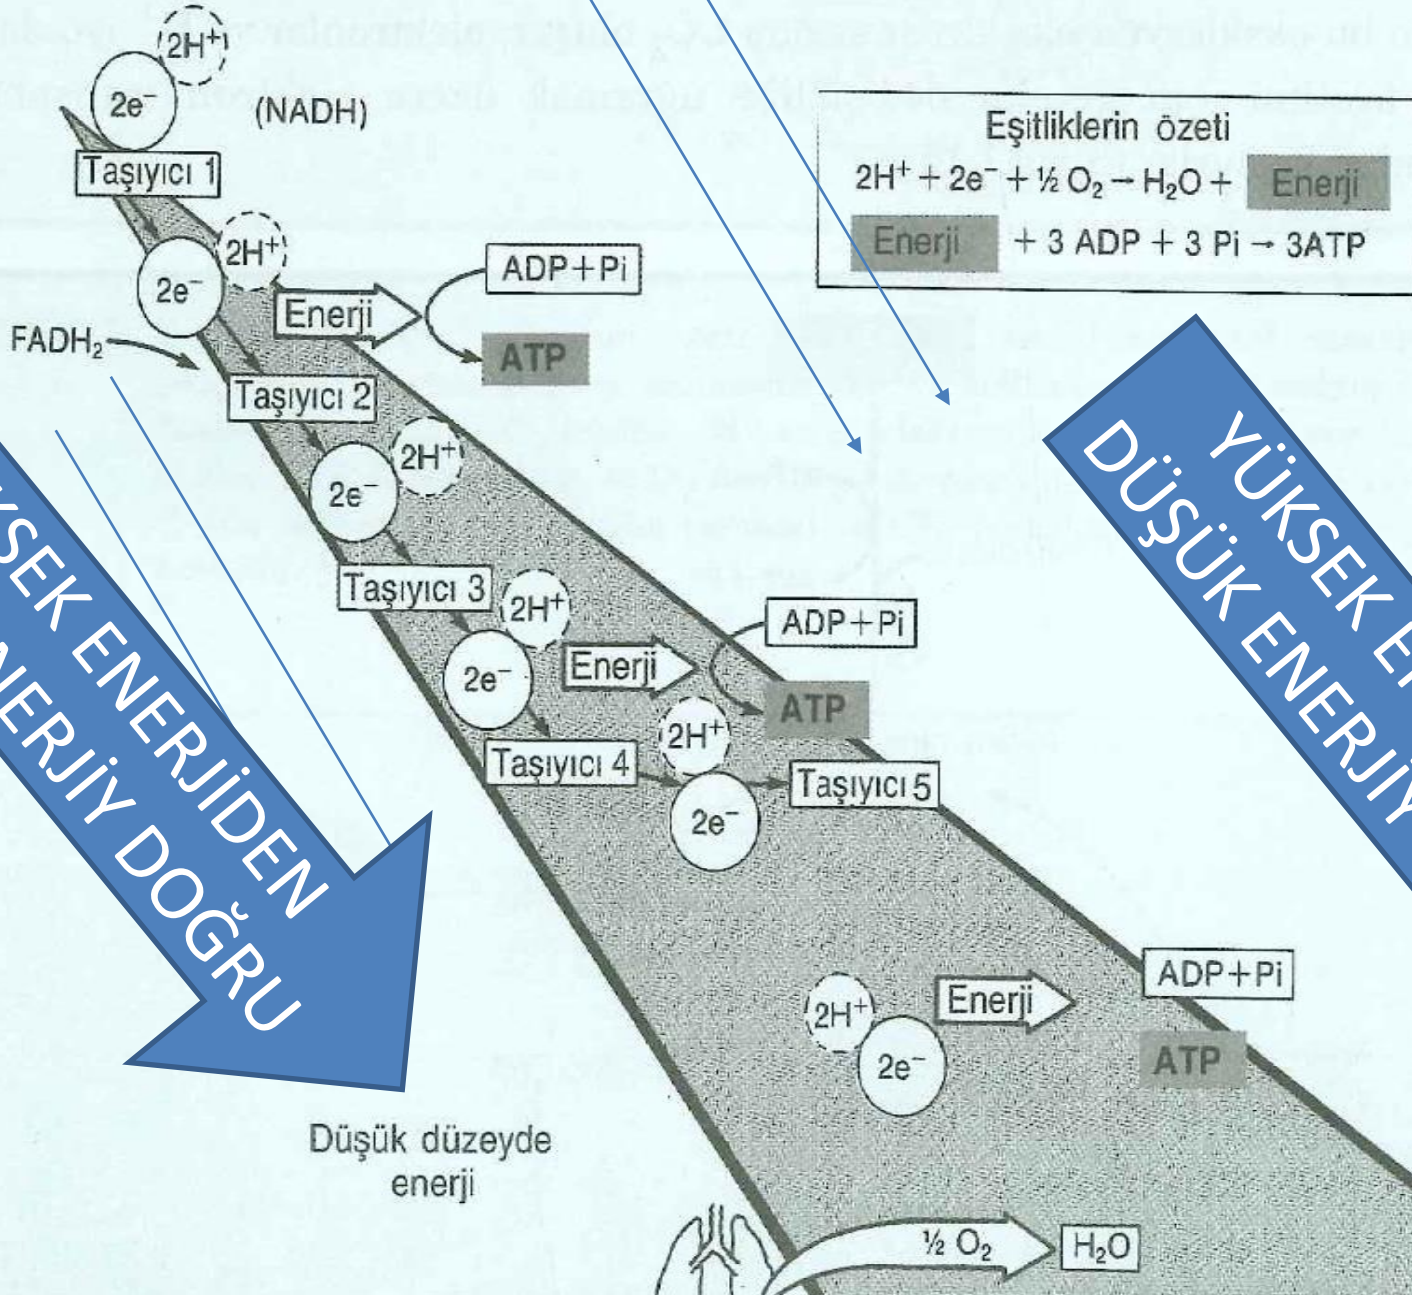 2H⁺
2e⁻
(NADH)
Taşıyıcı 1
Eşitliklerin özeti
2H⁺ + 2e⁻ + ½ O₂ → H₂O + Enerji
Enerji + 3 ADP + 3 Pi → 3ATP
2H⁺
2e⁻
Enerji
ADP+Pi
ATP
FADH₂
Taşıyıcı 2
2H⁺
2e⁻
Taşıyıcı 3
2H⁺
2e⁻
Enerji
ADP+Pi
ATP
Taşıyıcı 4
2H⁺
2e⁻
Taşıyıcı 5
ENERJİDEN
DOĞRU
YÜKSEK
DÜŞÜK ENERJİY
2H⁺
2e⁻
Enerji
ADP+Pi
ATP
Düşük düzeyde
enerji
½ O₂
H₂O